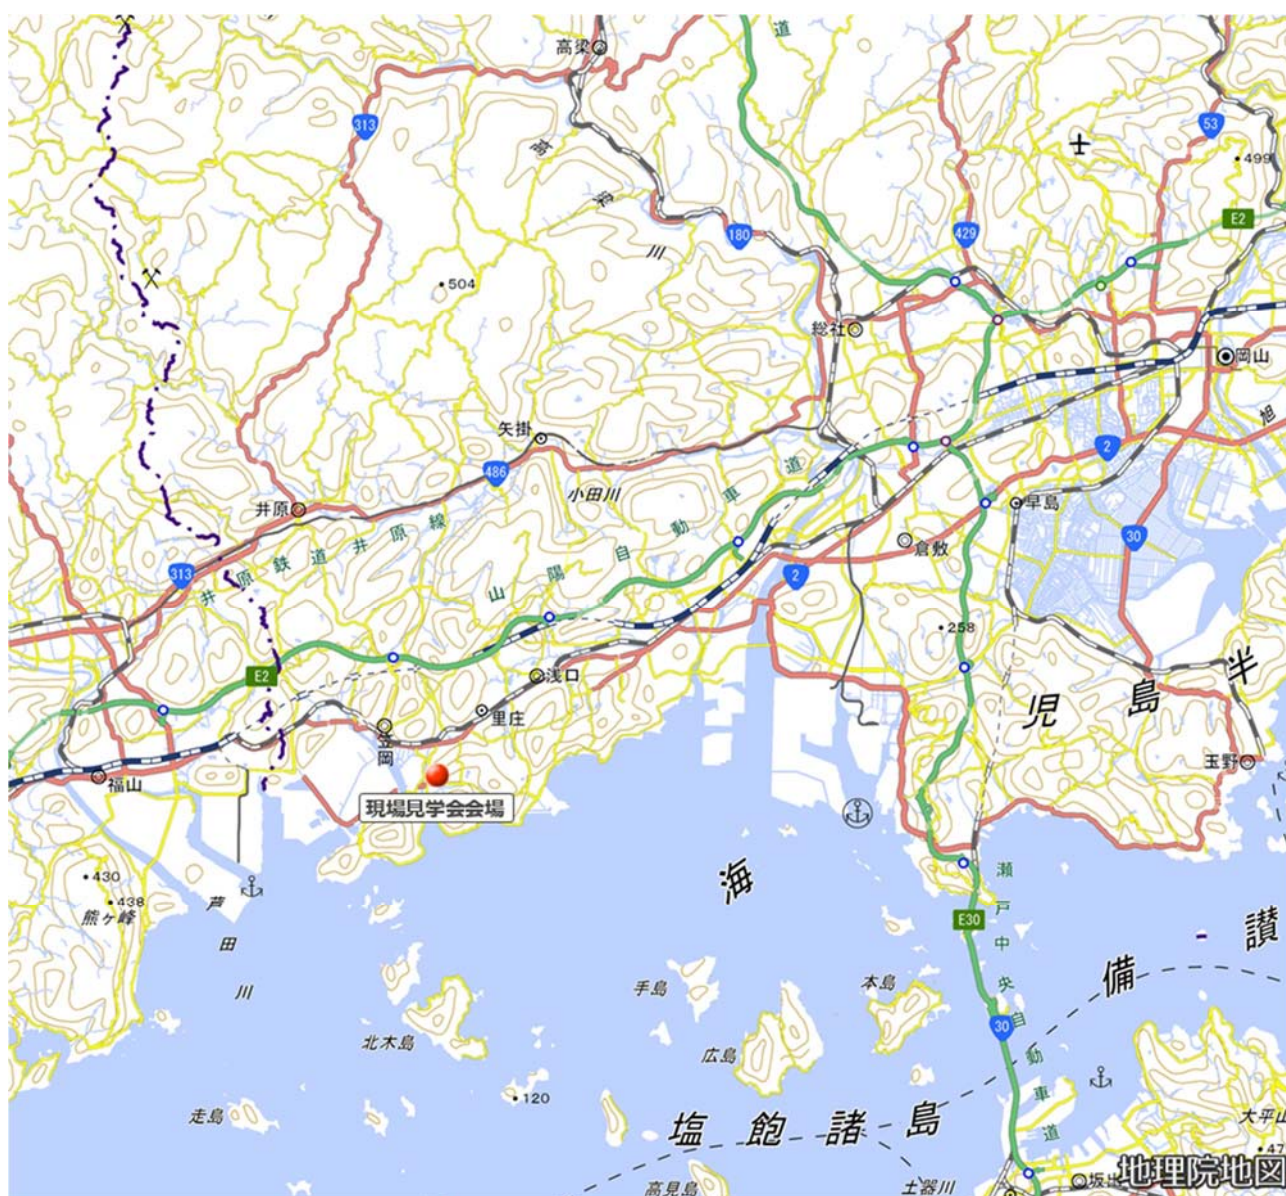 道
高梁
313
53
499
高
梁
川
E2
180
429
504
総社
岡山
旭
矢掛
2
486
小田川
井原
早島
30
倉敷
313
井原鉄道井原線
山陽自動車道
2
258
E2
浅口
児島半
里庄
笠岡
玉野
福山
現場見学会会場
430
438
熊ヶ峰
芦田川
海
瀬戸中央自動車道
E30
讃
備
手島
本島
30
北木島
広島
120
走島
塩飽諸島
大平山
47
高見島
土器川
坂出
地理院地図